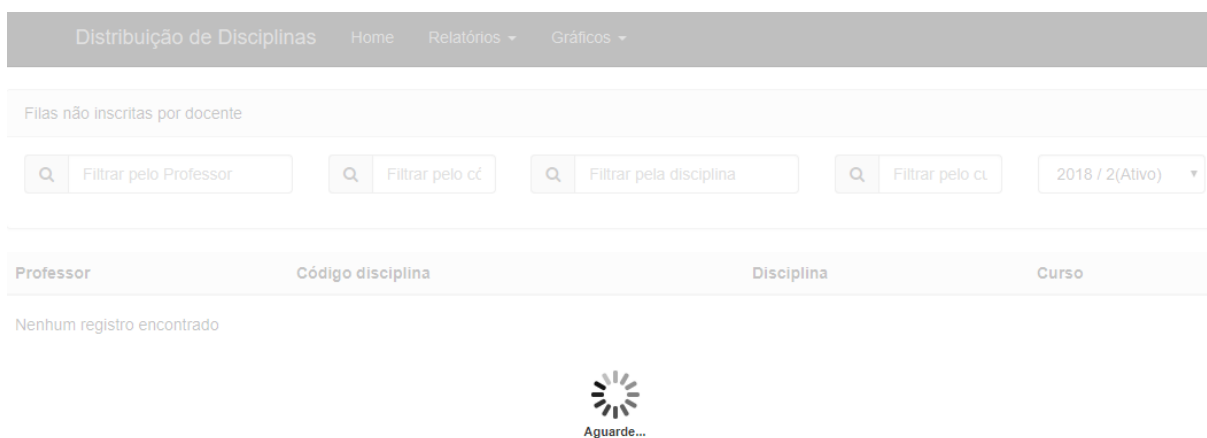 Distribuição de Disciplinas Home Relatórios Gráficos
Filas não inscritas por docente
Filtrar pelo Professor Filtrar pelo có Filtrar pela disciplina Filtrar pelo cu 2018 / 2(Ativo)
Professor Código disciplina Disciplina Curso
Nenhum registro encontrado
Aguarde...